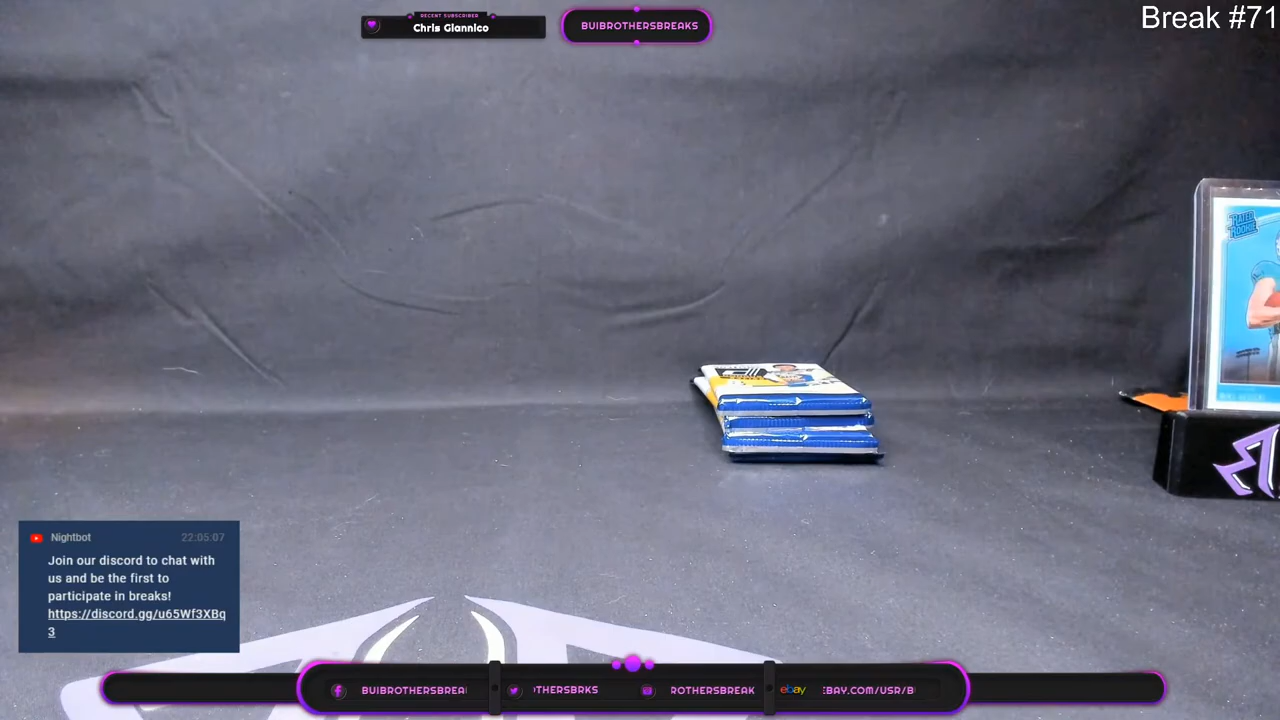 RECENT SUBSCRIBER
Chris Giannico
BUIBROTHERSBREAKS
Break #71
RATED
ROOKIE
Nightbot 22:05:07
Join our discord to chat with
us and be the first to
participate in breaks!
https://discord.gg/u65Wf3XBq
3
BUIBROTHERSBREA
THERSBRKS
ROTHERSBREAK
ebay
EBAY.COM/USR/B